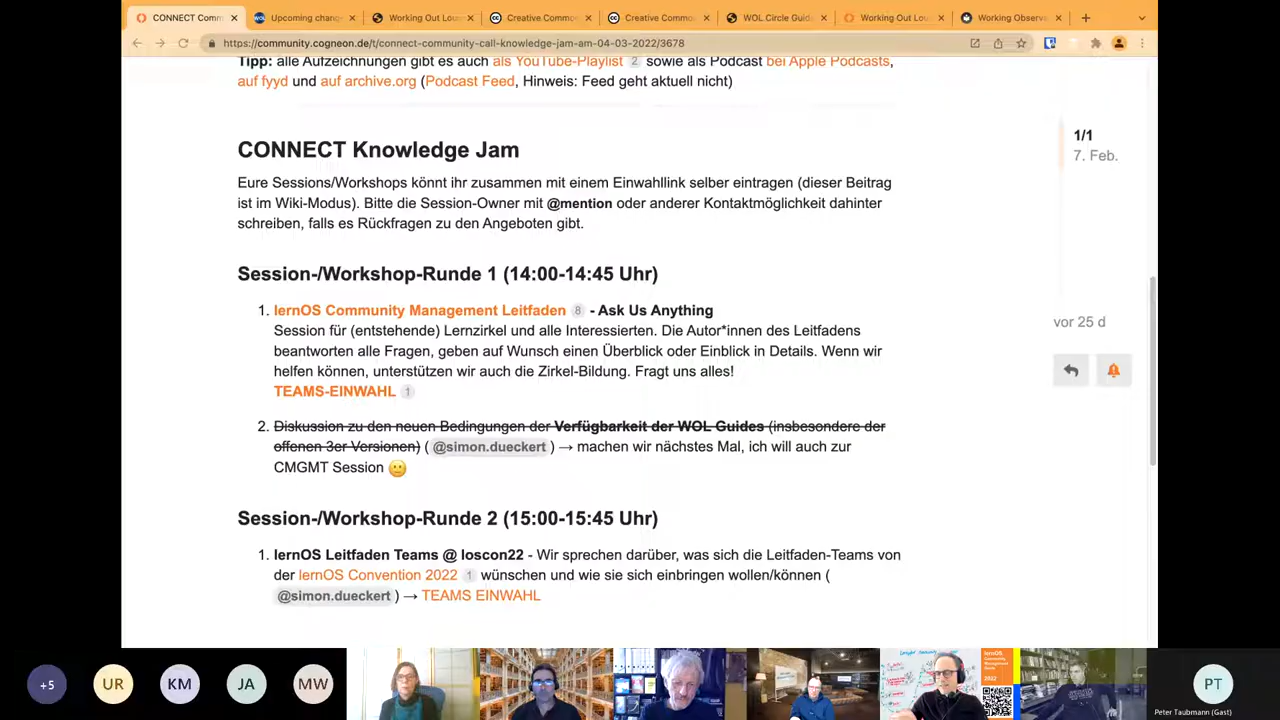 CONNECT Comm
Upcoming chan
Working Out Lou
Creative Commo
Creative Commo
WOL Circle Guid
Working Out Lou
Working Observa
https://community.cogneon.de/t/connect-community-call-knowledge-jam-am-04-03-2022/3678
Tipp: alle Aufzeichnungen gibt es auch als YouTube-Playlist 2 sowie als Podcast bei Apple Podcasts,
auf fyyd und auf archive.org (Podcast Feed, Hinweis: Feed geht aktuell nicht)
CONNECT Knowledge Jam
Eure Sessions/Workshops könnt ihr zusammen mit einem Einwahllink selber eintragen (dieser Beitrag
ist im Wiki-Modus). Bitte die Session-Owner mit @mention oder anderer Kontaktmöglichkeit dahinter
schreiben, falls es Rückfragen zu den Angeboten gibt.
1/1
7. Feb.
Session-/Workshop-Runde 1 (14:00-14:45 Uhr)
1. lernOS Community Management Leitfaden 8 - Ask Us Anything
Session für (entstehende) Lernzirkel und alle Interessierten. Die Autor*innen des Leitfadens
beantworten alle Fragen, geben auf Wunsch einen Überblick oder Einblick in Details. Wenn wir
helfen können, unterstützen wir auch die Zirkel-Bildung. Fragt uns alles!
TEAMS-EINWAHL 1
vor 25 d
2. Diskussion zu den neuen Bedingungen der Verfügbarkeit der WOL Guides (insbesondere der
offenen 3er Versionen) ( @simon.dueckert ) → machen wir nächstes Mal, ich will auch zur
CMGMT Session 🙂
Session-/Workshop-Runde 2 (15:00-15:45 Uhr)
1. lernOS Leitfaden Teams @ loscon22 - Wir sprechen darüber, was sich die Leitfaden-Teams von
der lernOS Convention 2022 1 wünschen und wie sie sich einbringen wollen/können (
@simon.dueckert ) → TEAMS EINWAHL
+5
UR
KM
JA
MW
lernOS
Community
Management
2022
PT
Peter Taubmann (Gast)